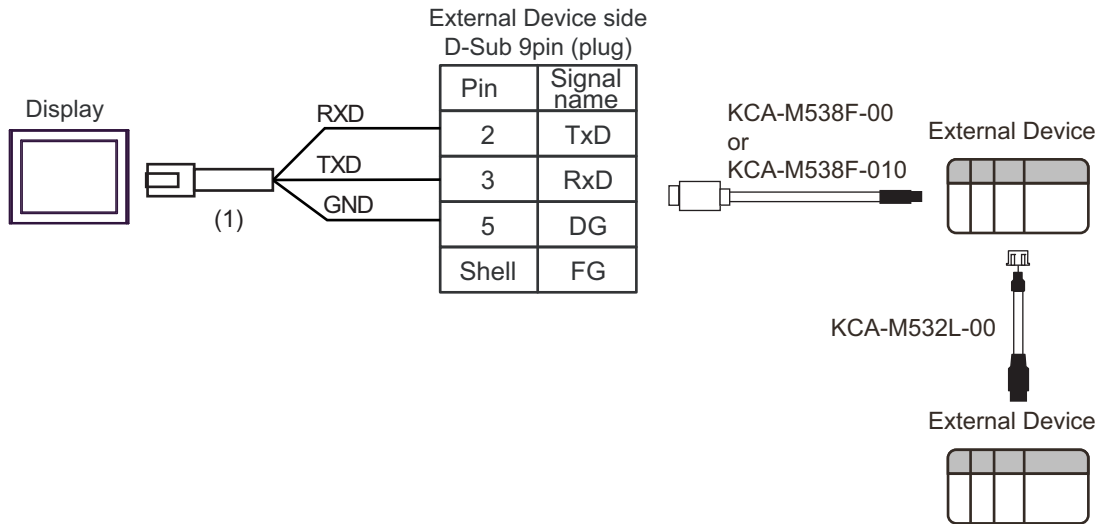 External Device side
D-Sub 9pin (plug)
Pin Signal name
Display
RXD
2 TxD
TXD
3 RxD
GND
5 DG
Shell FG
(1)
KCA-M538F-00
or
KCA-M538F-010
External Device
KCA-M532L-00
External Device